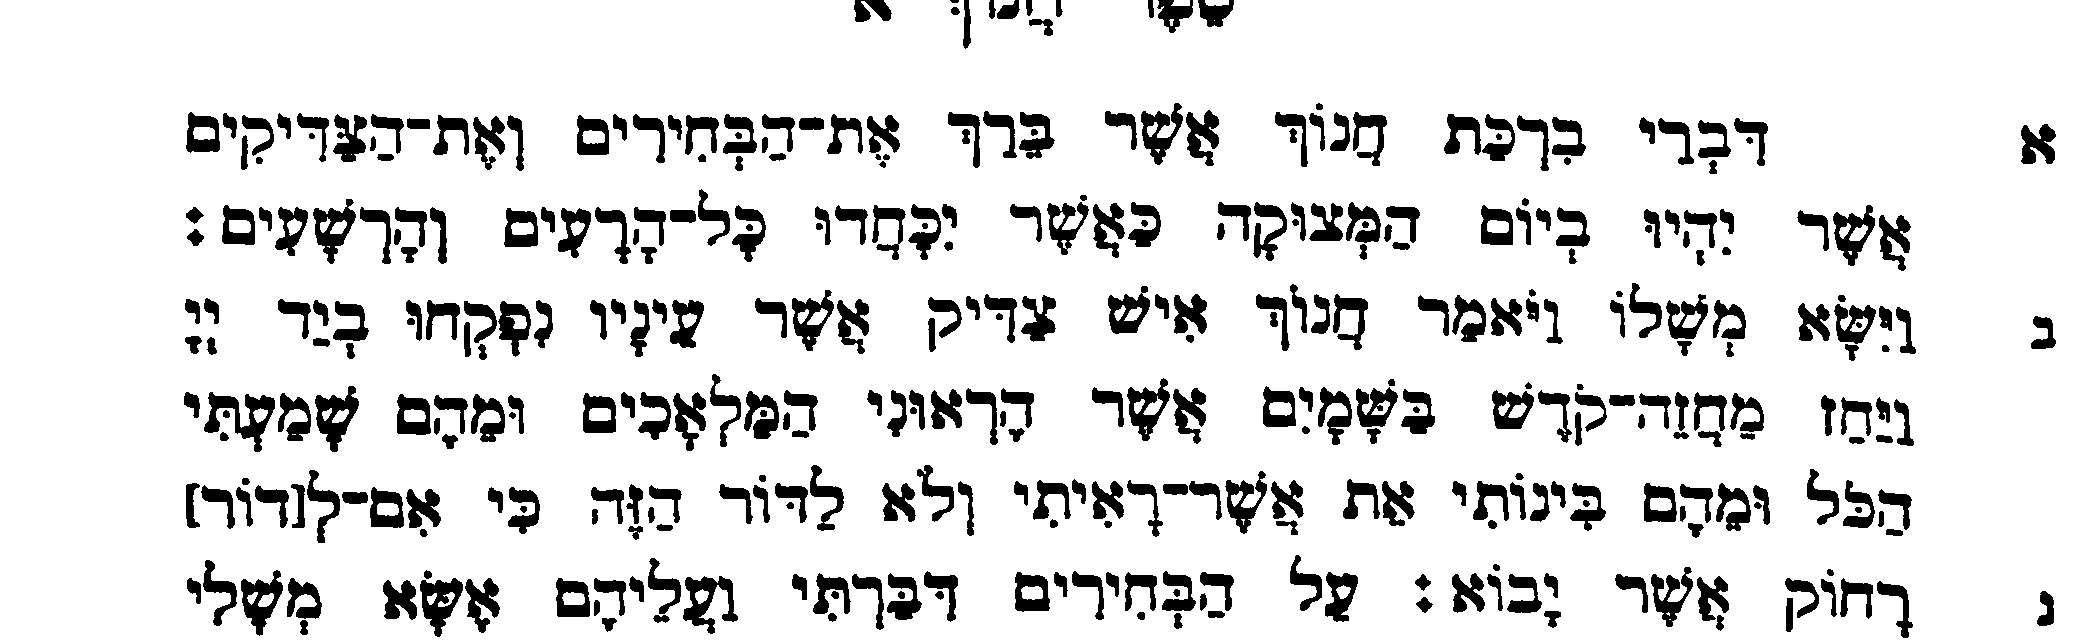 א דִּבְרֵי בִרְכַּת חֲנוֹךְ אֲשֶׁר בֵּרַךְ אֶת־הַבְּחִירִים וְאֶת־הַצַּדִּיקִים
אֲשֶׁר יִהְיוּ בְיוֹם הַמְּצוּקָה כַּאֲשֶׁר יִכָּחֲדוּ כָּל־הָרָעִים וְהָרְשָׁעִים׃
ב וַיִּשָּׂא מְשָׁלוֹ וַיֹּאמַר חֲנוֹךְ אִישׁ צַדִּיק אֲשֶׁר עֵינָיו נִפְקְחוּ בְיַד יְיָ
וַיַּחַז מַחֲזֵה־קֹדֶשׁ בַּשָּׁמָיִם אֲשֶׁר הָרְאוּנִי הַמַּלְאָכִים וּמֵהָם שָׁמַעְתִּי
הַכֹּל וּמֵהָם בִּינוֹתִי אֵת אֲשֶׁר־רָאִיתִי וְלֹא לַדּוֹר הַזֶּה כִּי אִם־לְ[דוֹר]
ג רָחוֹק אֲשֶׁר יָבוֹא׃ עַל הַבְּחִירִים דִּבַּרְתִּי וַעֲלֵיהָם אֶשָּׂא מְשָׁלִי